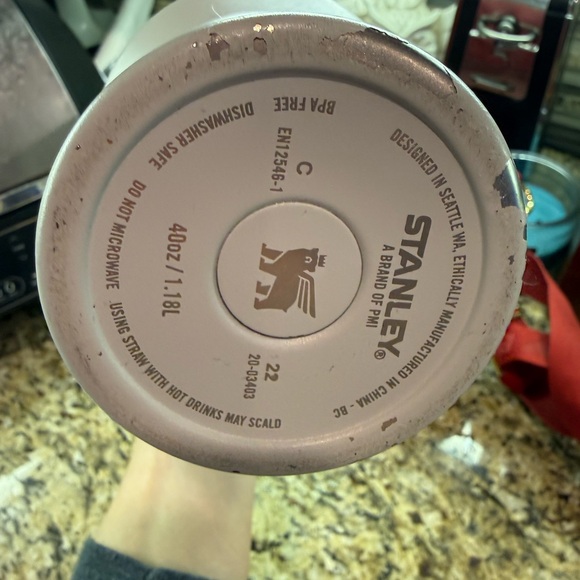 STANLEY®
A BRAND OF PMI
DESIGNED IN SEATTLE WA, ETHICALLY MANUFACTURED IN CHINA - BC
BPA FREE
DISHWASHER SAFE
DO NOT MICROWAVE
USING STRAW WITH HOT DRINKS MAY SCALD
C
EN12546-1
40oz / 1.18L
22
20-03403